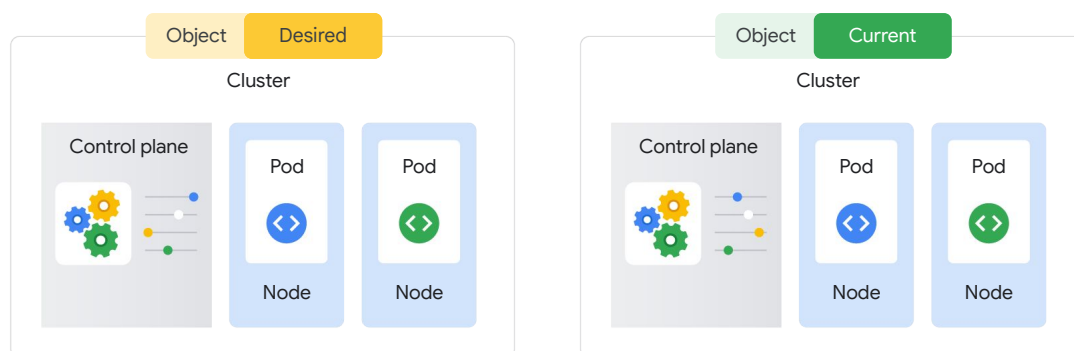 Object Desired
Cluster
Control plane
Pod
Pod
Node
Node
Object Current
Cluster
Control plane
Pod
Pod
Node
Node